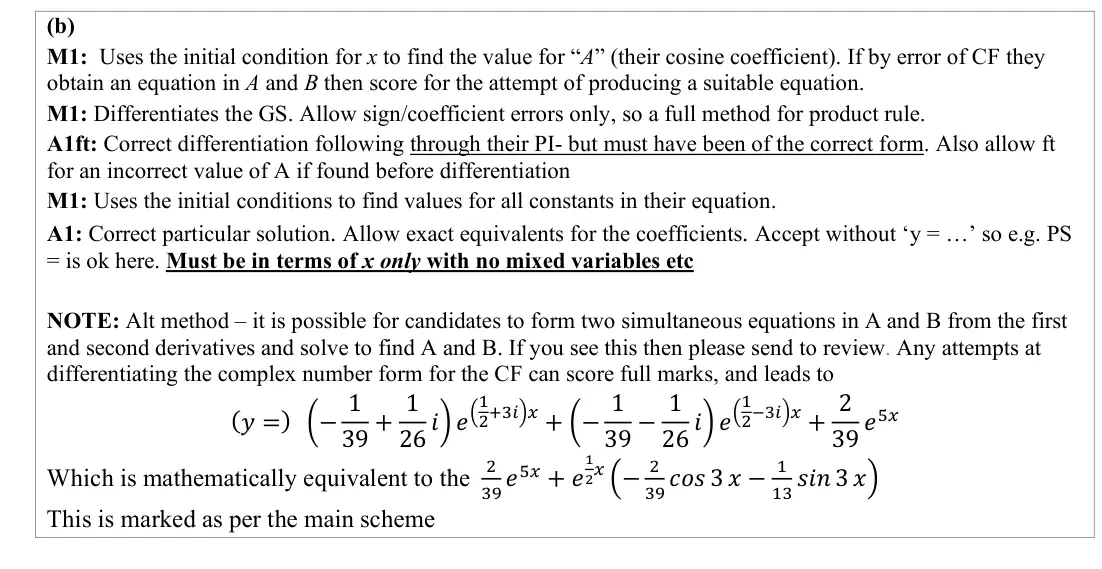 (b)
M1: Uses the initial condition for x to find the value for “A” (their cosine coefficient). If by error of CF they
obtain an equation in A and B then score for the attempt of producing a suitable equation.
M1: Differentiates the GS. Allow sign/coefficient errors only, so a full method for product rule.
A1ft: Correct differentiation following through their PI- but must have been of the correct form. Also allow ft
for an incorrect value of A if found before differentiation
M1: Uses the initial conditions to find values for all constants in their equation.
A1: Correct particular solution. Allow exact equivalents for the coefficients. Accept without ‘y = …’ so e.g. PS
= is ok here. Must be in terms of x only with no mixed variables etc
NOTE: Alt method – it is possible for candidates to form two simultaneous equations in A and B from the first
and second derivatives and solve to find A and B. If you see this then please send to review. Any attempts at
differentiating the complex number form for the CF can score full marks, and leads to
(y =) (−1/39 + 1/26 i) e^((1/2+3i)x) + (−1/39 − 1/26 i) e^((1/2−3i)x) + 2/39 e^(5x)
Which is mathematically equivalent to the 2/39 e^(5x) + e^(1/2 x) (−2/39 cos 3 x − 1/13 sin 3 x)
This is marked as per the main scheme